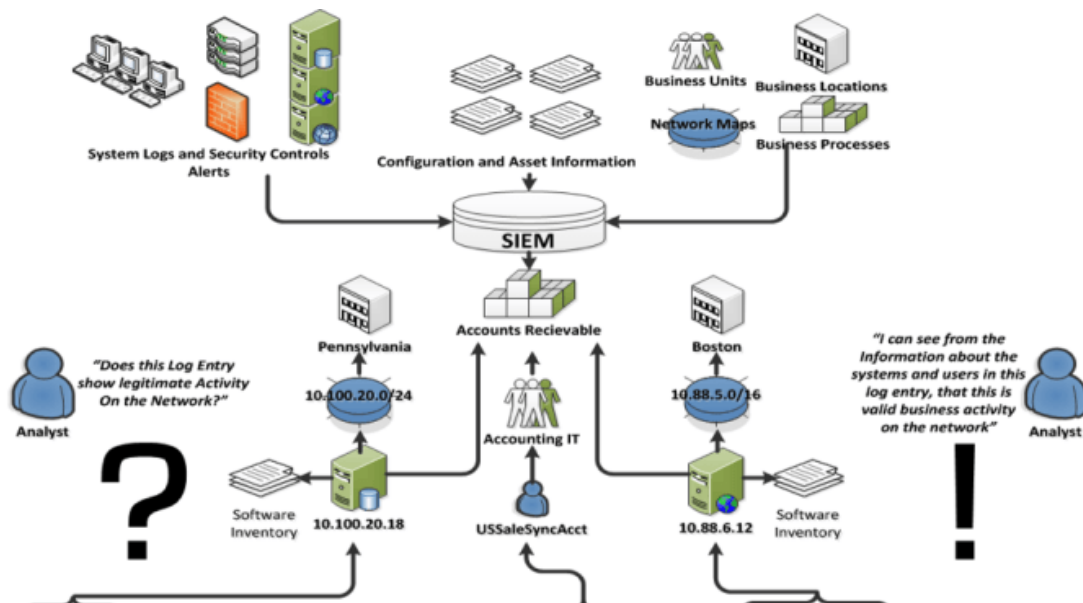 Business Units
Business Locations
Network Maps
Business Processes
System Logs and Security Controls
Alerts
Configuration and Asset Information
SIEM
Accounts Recievable
Pennsylvania
Boston
“Does this Log Entry
show legitimate Activity
On the Network?”
Analyst
“I can see from the
Information about the
systems and users in this
log entry, that this is
valid business activity
on the network”
Analyst
10.100.20.0/24
10.88.5.0/16
Accounting IT
?
!
Software
Inventory
10.100.20.18
USSaleSyncAcct
10.88.6.12
Software
Inventory